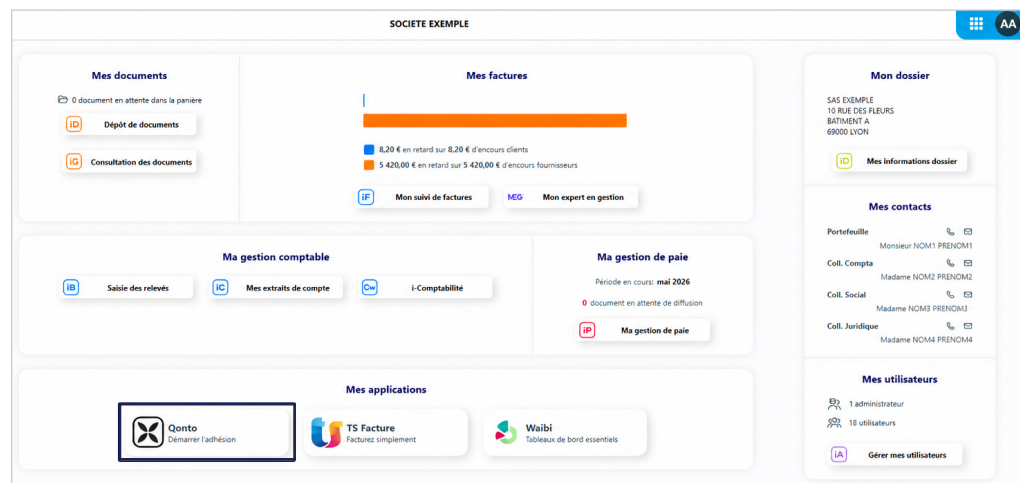 SOCIETE EXEMPLE
AA
Mes documents
0 document en attente dans la panière
iD Dépôt de documents
iG Consultation des documents
Mes factures
8,20 € en retard sur 8,20 € d'encours clients
5 420,00 € en retard sur 5 420,00 € d'encours fournisseurs
iF Mon suivi de factures
MEG Mon expert en gestion
Ma gestion comptable
iB Saisie des relevés
iC Mes extraits de compte
Cw i-Comptabilité
Ma gestion de paie
Période en cours: mai 2026
0 document en attente de diffusion
iP Ma gestion de paie
Mes applications
Qonto
Démarrer l'adhésion
TS Facture
Facturez simplement
Waibi
Tableaux de bord essentiels
Mon dossier
SAS EXEMPLE
10 RUE DES FLEURS
BATIMENT A
69000 LYON
iD Mes informations dossier
Mes contacts
Portefeuille
Monsieur NOM1 PRENOM1
Coll. Compta
Madame NOM2 PRENOM2
Coll. Social
Madame NOM3 PRENOM3
Coll. Juridique
Madame NOM4 PRENOM4
Mes utilisateurs
1 administrateur
18 utilisateurs
iA Gérer mes utilisateurs